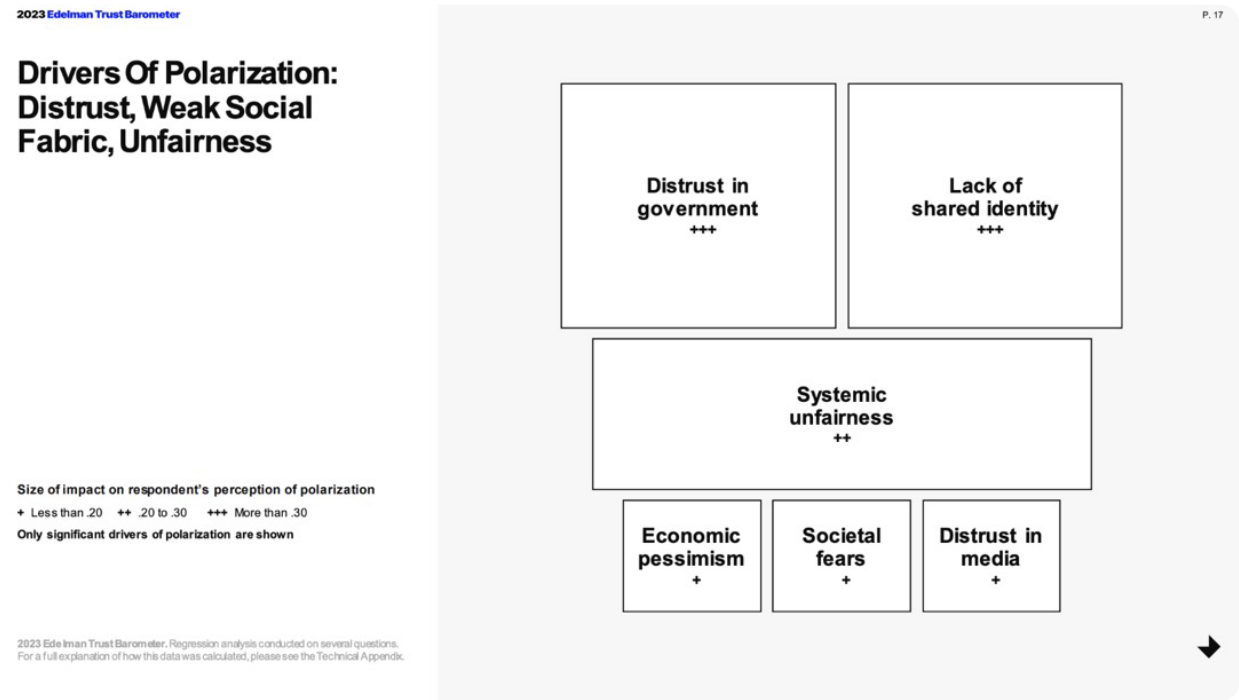 2023 Edelman Trust Barometer
P. 17
Drivers Of Polarization:
Distrust, Weak Social
Fabric, Unfairness
Distrust in
government
+++
Lack of
shared identity
+++
Systemic
unfairness
++
Economic
pessimism
+
Societal
fears
+
Distrust in
media
+
Size of impact on respondent's perception of polarization
+ Less than .20 ++ .20 to .30 +++ More than .30
Only significant drivers of polarization are shown
2023 Edelman Trust Barometer. Regression analysis conducted on several questions.
For a full explanation of how this data was calculated, please see the Technical Appendix.